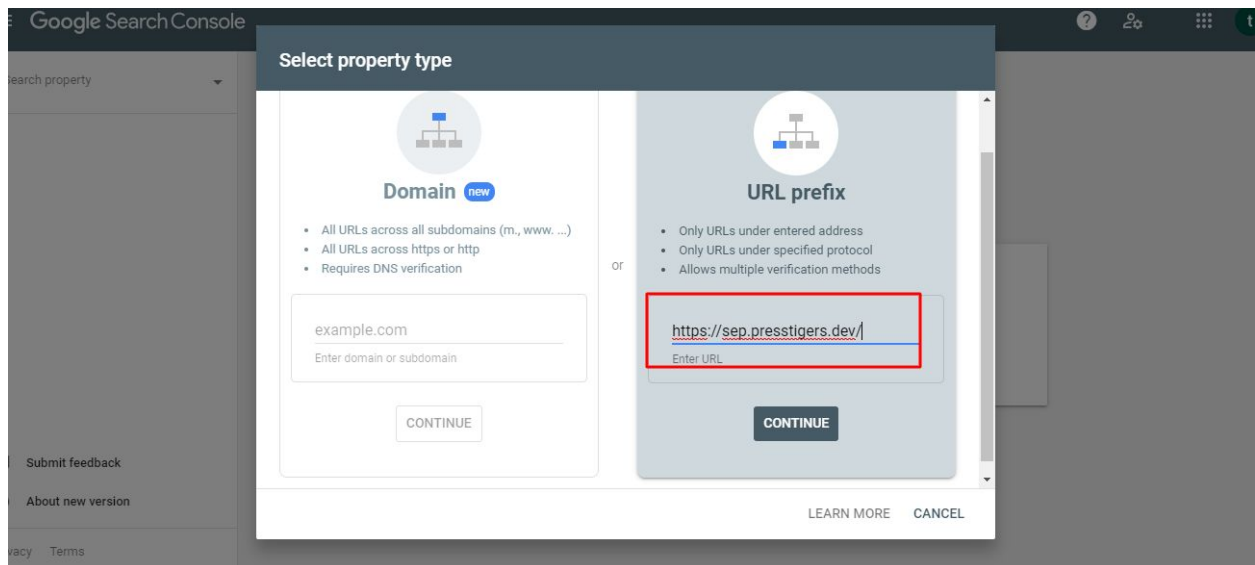 Google Search Console
Search property
Select property type
Domain new
All URLs across all subdomains (m., www. ...)
All URLs across https or http
Requires DNS verification
example.com
Enter domain or subdomain
CONTINUE
or
URL prefix
Only URLs under entered address
Only URLs under specified protocol
Allows multiple verification methods
https://sep.presstigers.dev/
Enter URL
CONTINUE
LEARN MORE CANCEL
Submit feedback
About new version
vacy Terms
t